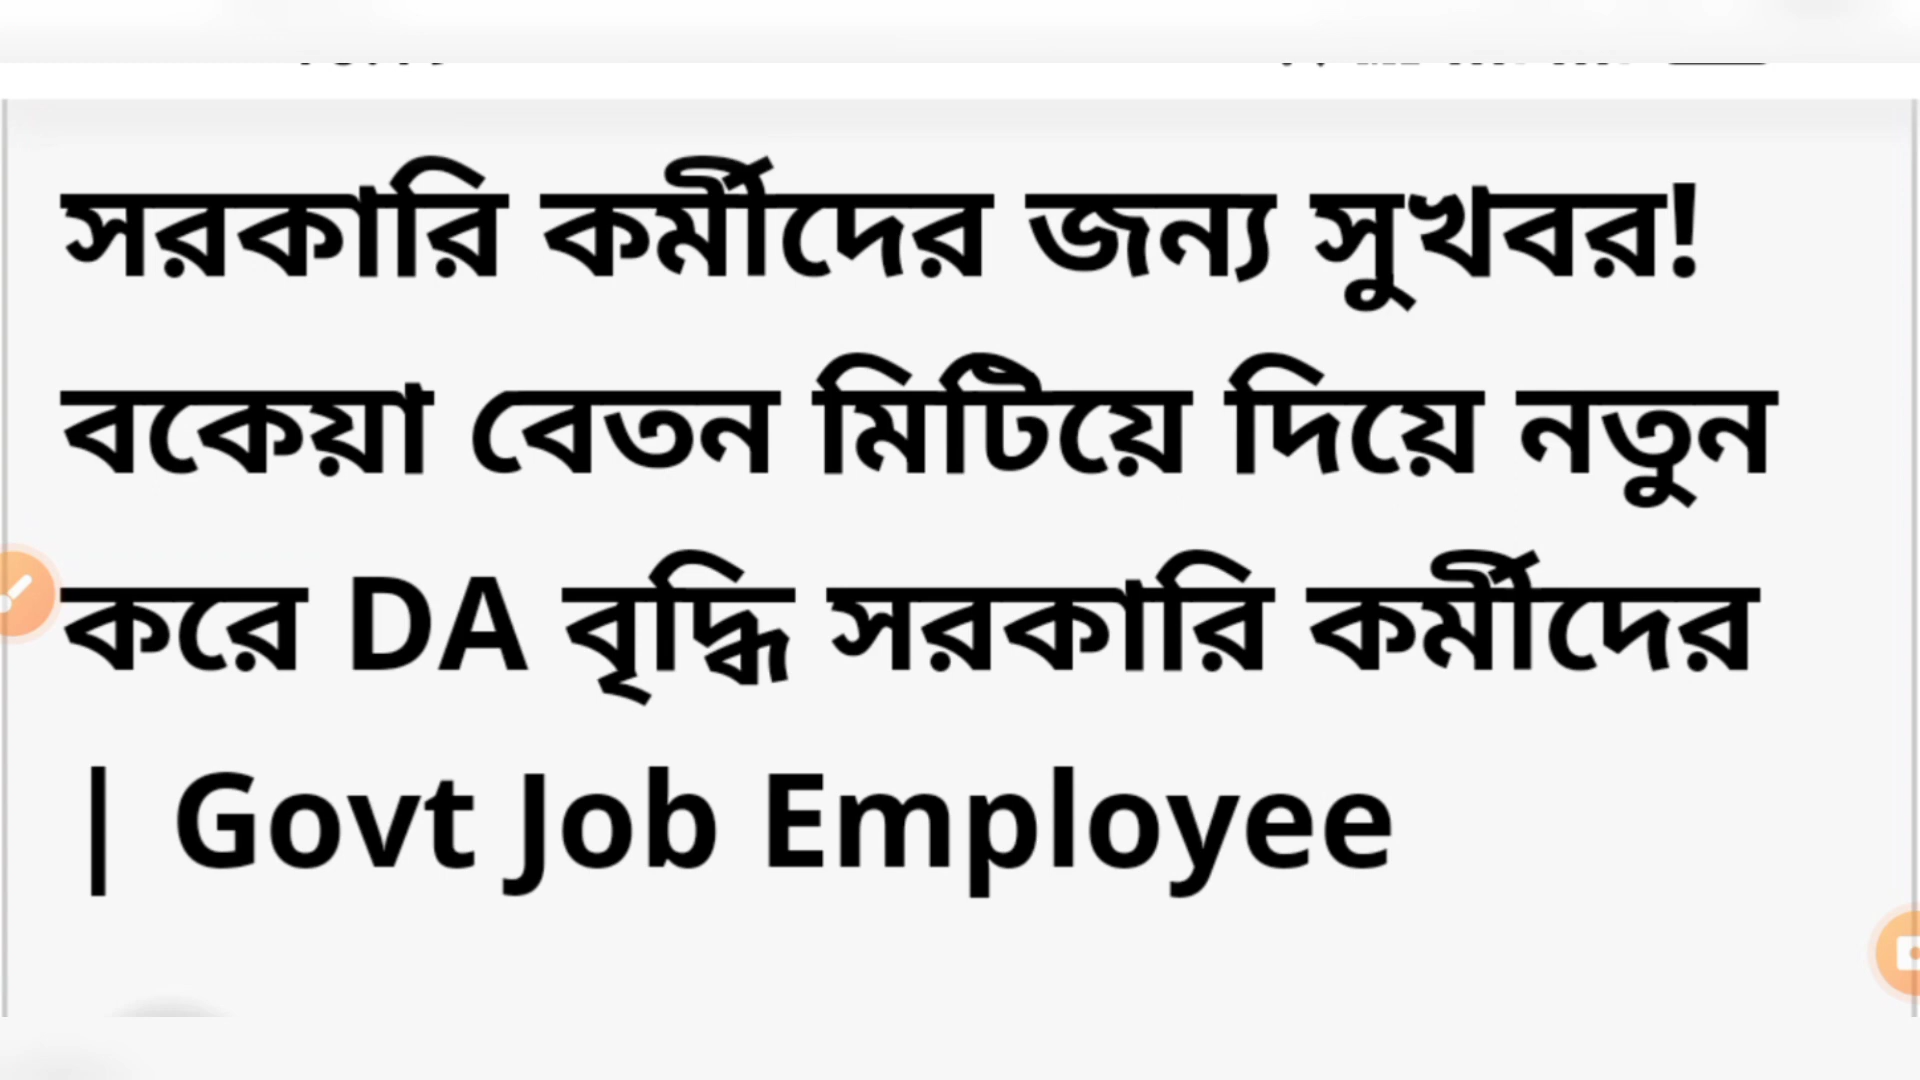 সরকারি কর্মীদের জন্য সুখবর!
বকেয়া বেতন মিটিয়ে দিয়ে নতুন
করে DA বৃদ্ধি সরকারি কর্মীদের
| Govt Job Employee